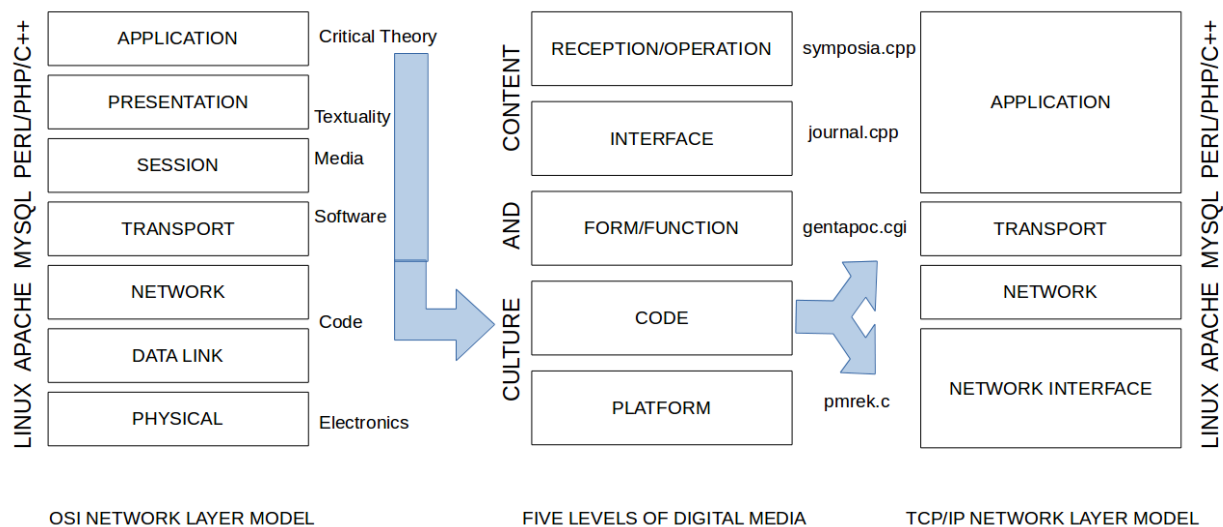 LINUX APACHE MYSQL PERL/PHP/C++
APPLICATION
PRESENTATION
SESSION
TRANSPORT
NETWORK
DATA LINK
PHYSICAL
Critical Theory
Textuality
Media
Software
Code
Electronics
OSI NETWORK LAYER MODEL
CULTURE AND CONTENT
RECEPTION/OPERATION
INTERFACE
FORM/FUNCTION
CODE
PLATFORM
symposia.cpp
journal.cpp
gentapoc.cgi
pmrek.c
FIVE LEVELS OF DIGITAL MEDIA
APPLICATION
TRANSPORT
NETWORK
NETWORK INTERFACE
LINUX APACHE MYSQL PERL/PHP/C++
TCP/IP NETWORK LAYER MODEL